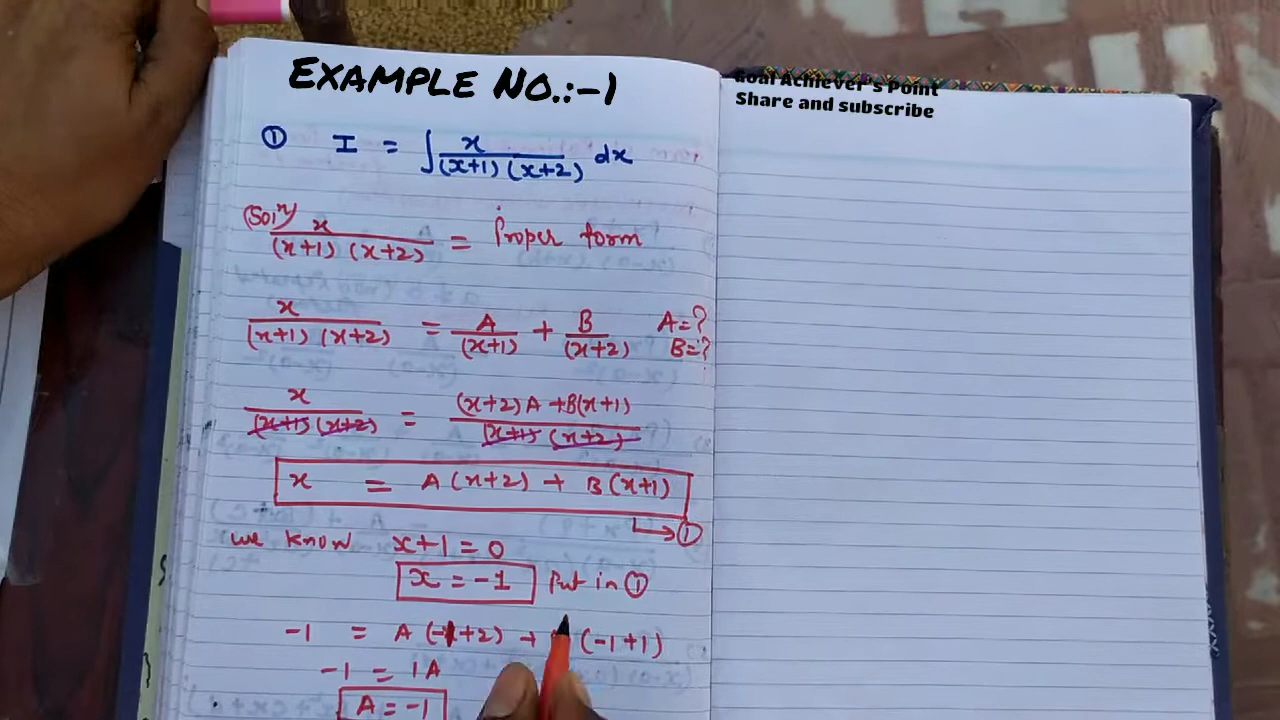 EXAMPLE NO.:-1
Goal Achiever's Point
Share and subscribe
① I = ∫ x/((x+1)(x+2)) dx
(Solⁿ) x/((x+1)(x+2)) = Proper form
x/((x+1)(x+2)) = A/(x+1) + B/(x+2) A=? B=?
x/((x+1)(x+2)) = ((x+2)A+B(x+1))/((x+1)(x+2))
x = A(x+2) + B(x+1)
→①
we know x+1=0
x = -1 Put in ①
-1 = A(-1+2) + (-1+1)
-1 = 1A
A = -1